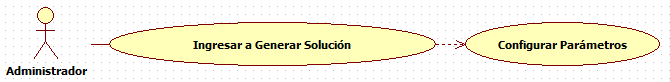 Ingresar a Generar Solución
Configurar Parámetros
Administrador